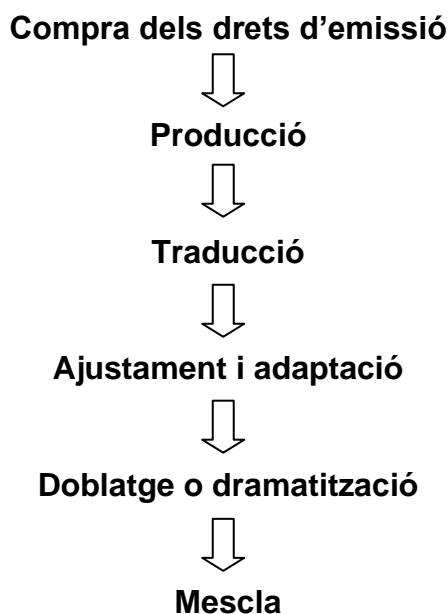 Compra dels drets d’emissió
Producció
Traducció
Ajustament i adaptació
Doblatge o dramatització
Mescla